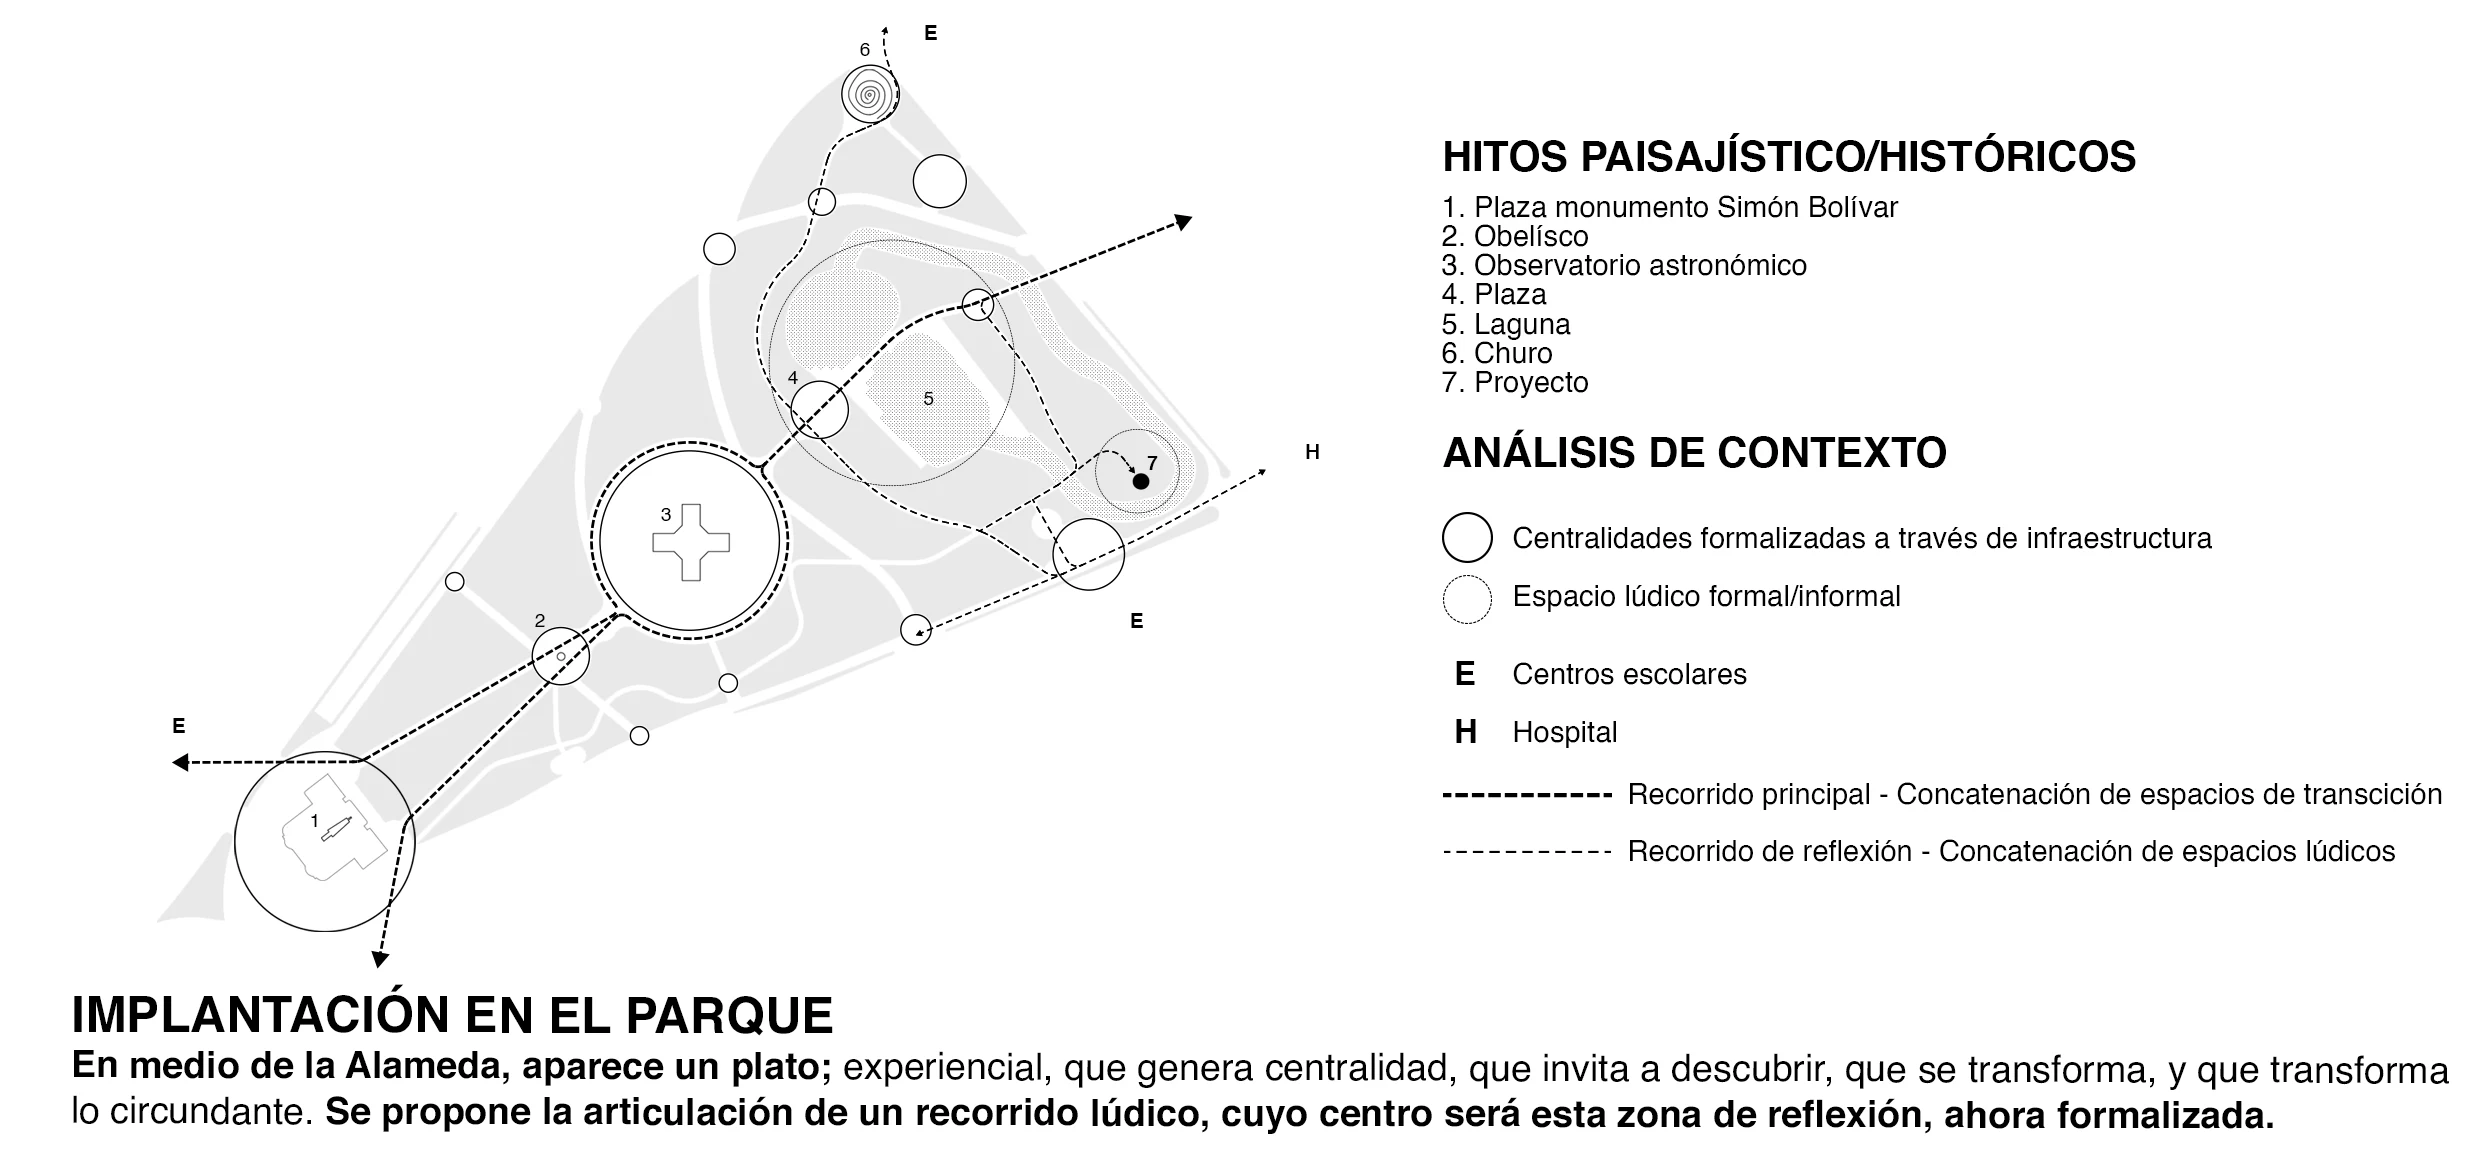 E
6
4
5
H
7
3
2
E
E
1
HITOS PAISAJÍSTICO/HISTÓRICOS
1. Plaza monumento Simón Bolívar
2. Obelísco
3. Observatorio astronómico
4. Plaza
5. Laguna
6. Churo
7. Proyecto
ANÁLISIS DE CONTEXTO
Centralidades formalizadas a través de infraestructura
Espacio lúdico formal/informal
E Centros escolares
H Hospital
Recorrido principal - Concatenación de espacios de transcición
Recorrido de reflexión - Concatenación de espacios lúdicos
IMPLANTACIÓN EN EL PARQUE
En medio de la Alameda, aparece un plato; experiencial, que genera centralidad, que invita a descubrir, que se transforma, y que transforma
lo circundante. Se propone la articulación de un recorrido lúdico, cuyo centro será esta zona de reflexión, ahora formalizada.